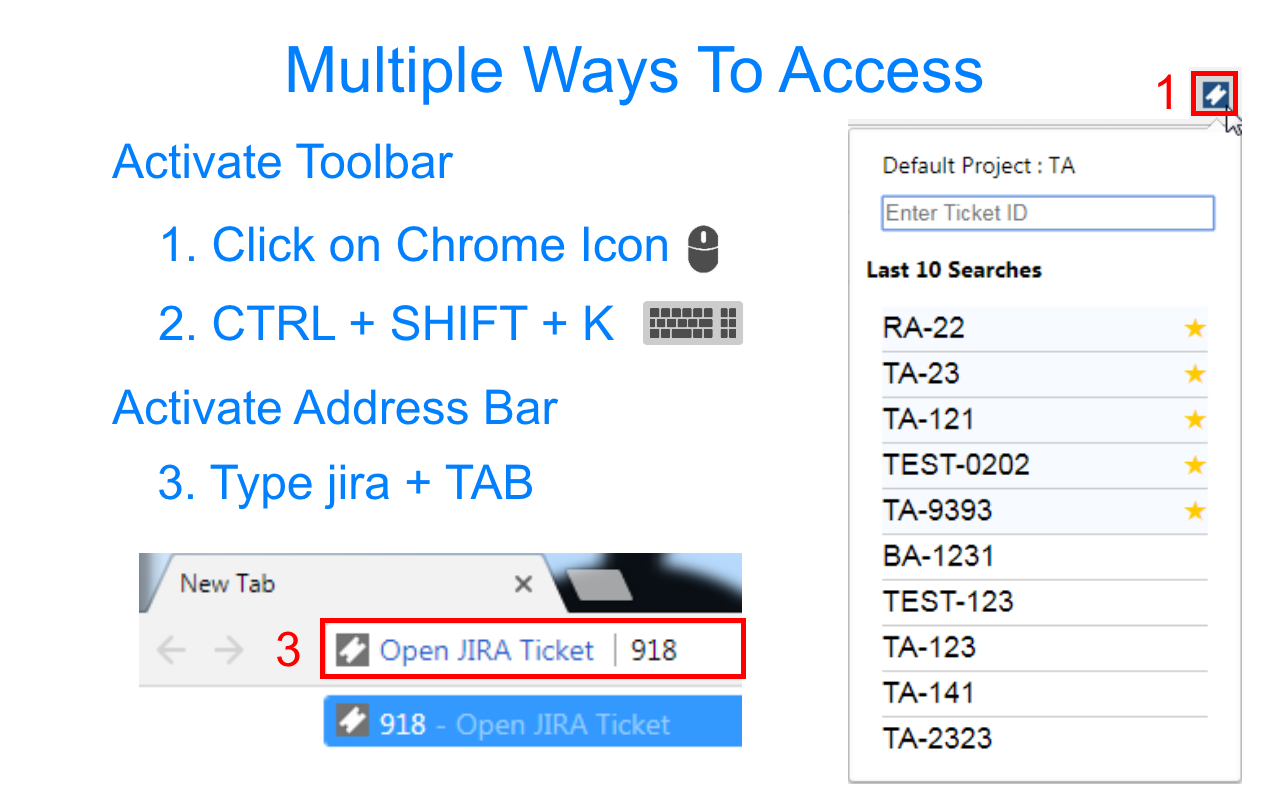 Multiple Ways To Access
Activate Toolbar
1. Click on Chrome Icon
2. CTRL + SHIFT + K
Activate Address Bar
3. Type jira + TAB
New Tab
3
Open JIRA Ticket | 918
918 - Open JIRA Ticket
1
Default Project : TA
Enter Ticket ID
Last 10 Searches
RA-22
TA-23
TA-121
TEST-0202
TA-9393
BA-1231
TEST-123
TA-123
TA-141
TA-2323